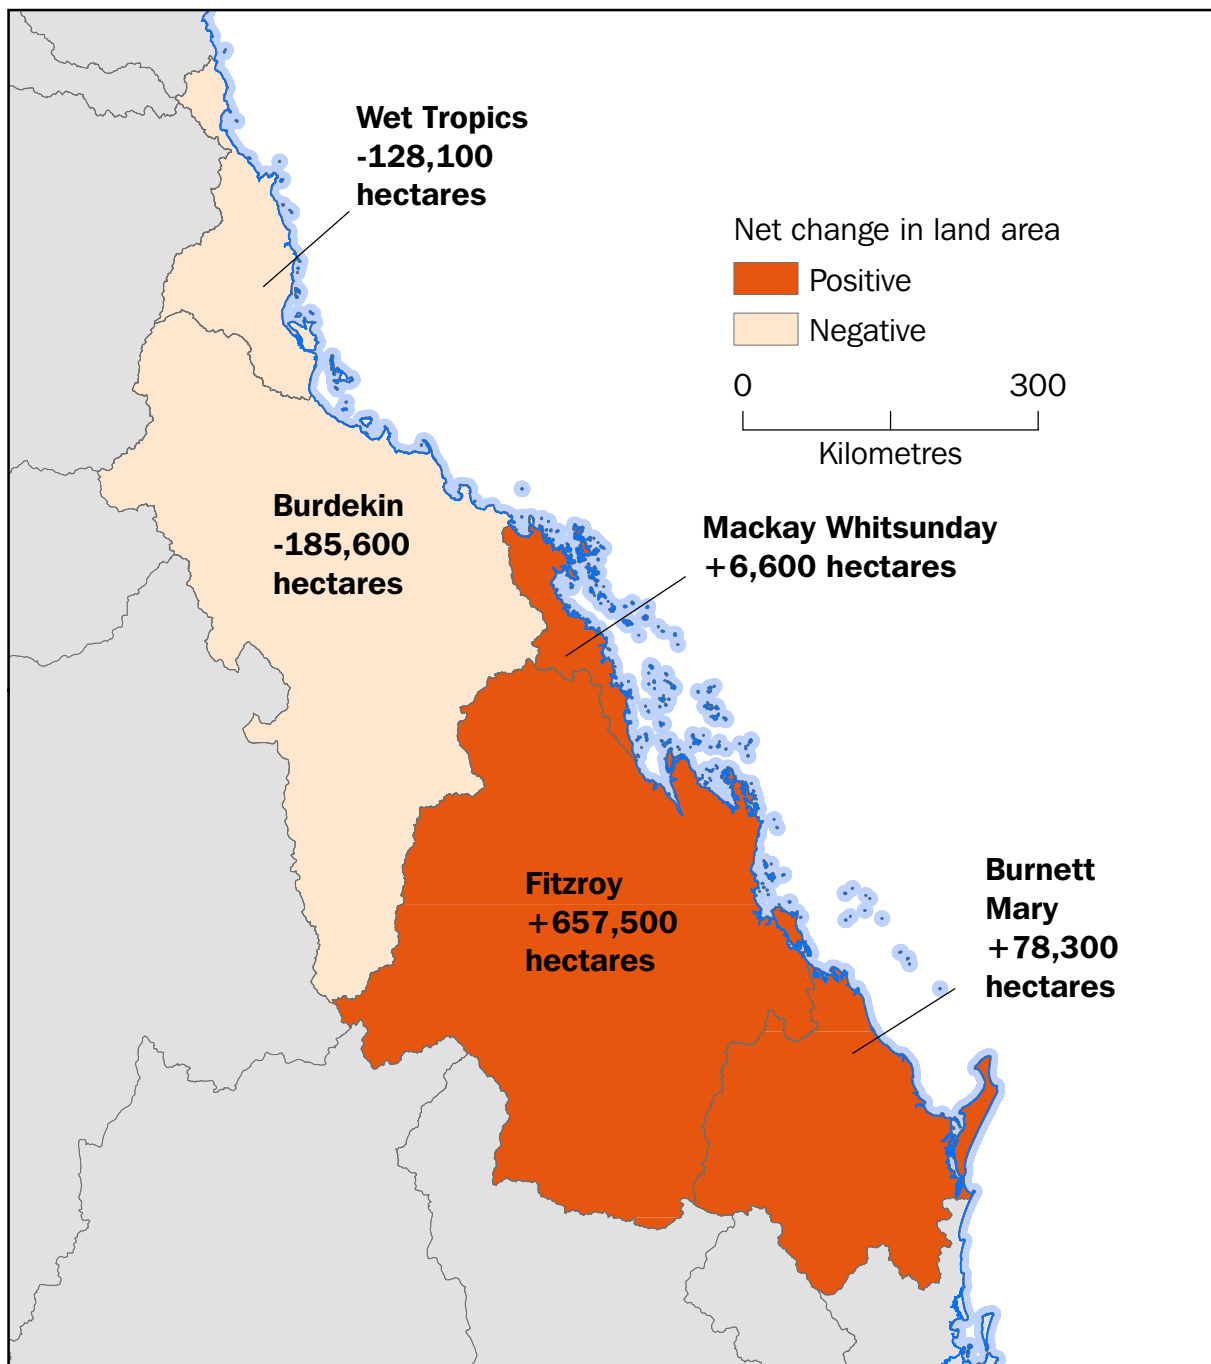 Wet Tropics
-128,100
hectares
Net change in land area
Positive
Negative
0 300
Kilometres
Burdekin
-185,600
hectares
Mackay Whitsunday
+6,600 hectares
Fitzroy
+657,500
hectares
Burnett
Mary
+78,300
hectares